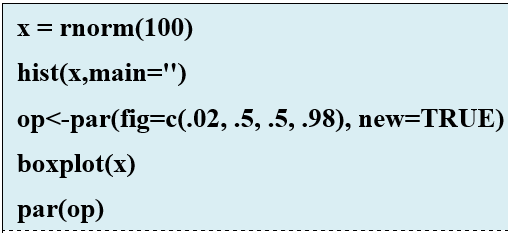 x = rnorm(100)
hist(x,main='')
op<-par(fig=c(.02, .5, .5, .98), new=TRUE)
boxplot(x)
par(op)